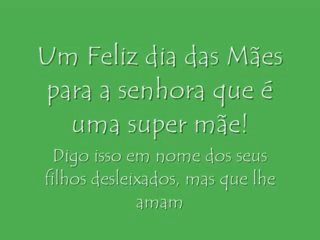 Um Feliz dia das Mães
para a senhora que é
uma super mãe!
Digo isso em nome dos seus
filhos desleixados, mas que lhe
amam